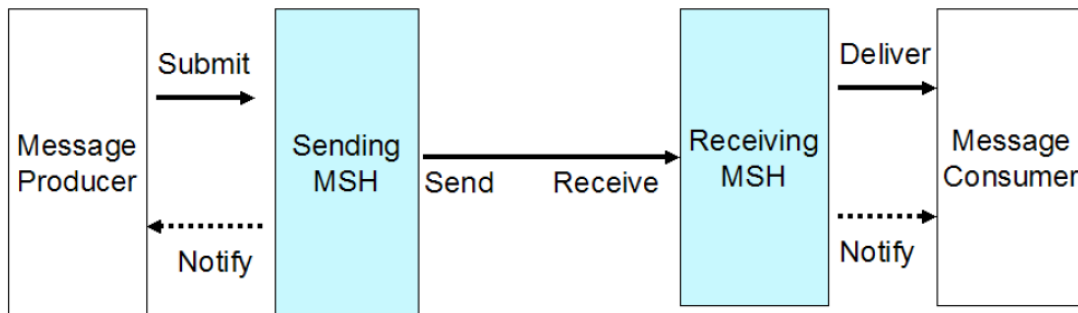 Submit
Deliver
Message
Producer
Sending
MSH
Receiving
MSH
Message
Consumer
Send
Receive
Notify
Notify